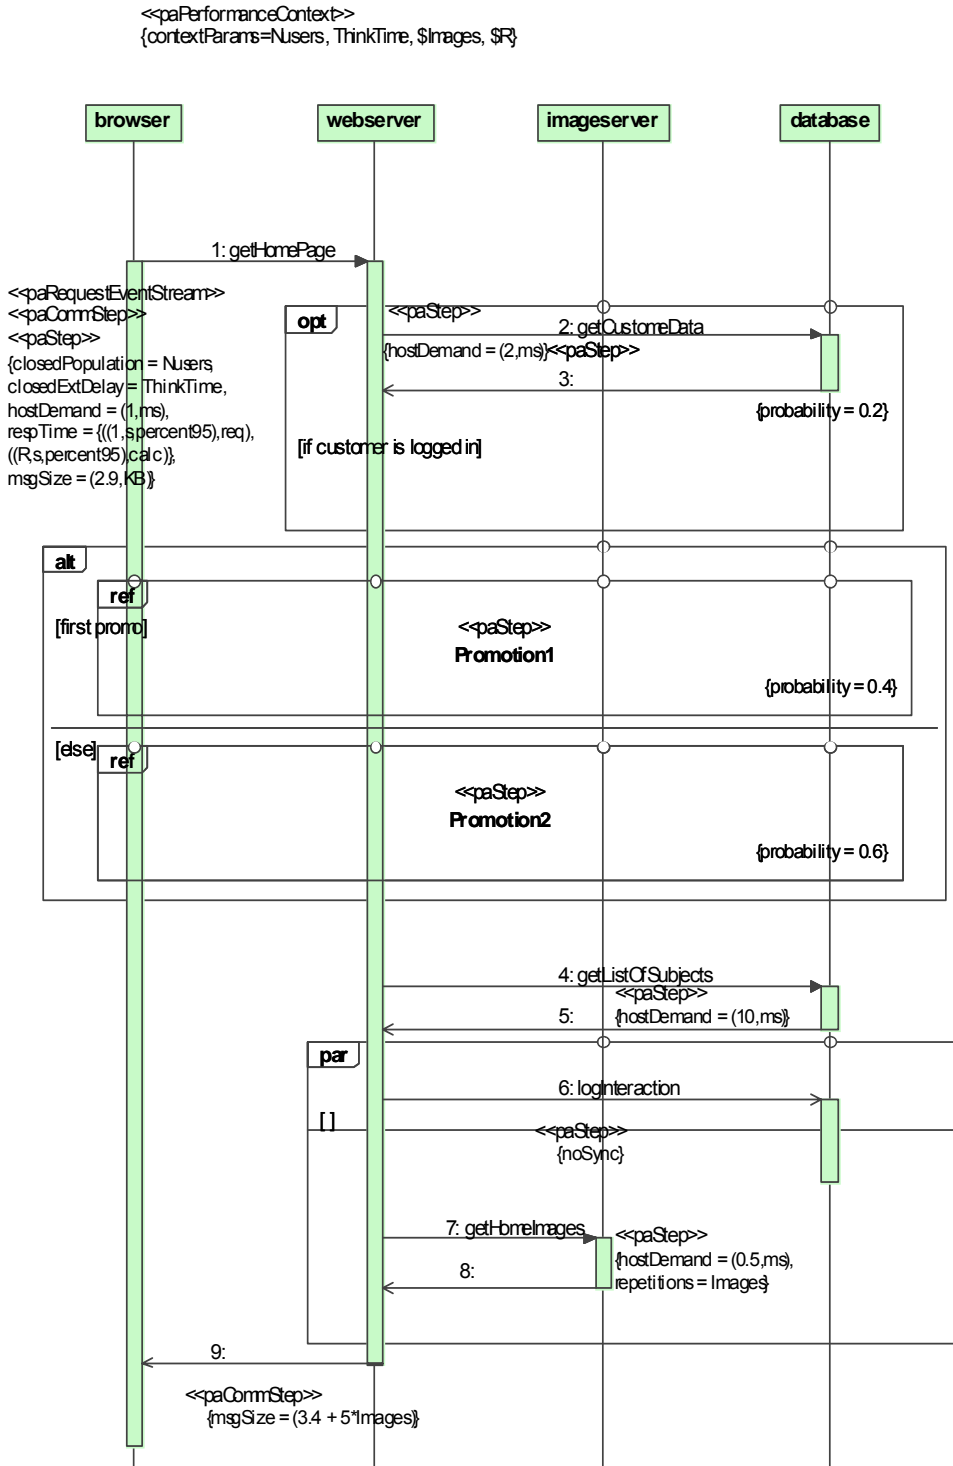 <<paPerformanceContext>>
{contextParams=Nusers, ThinkTime, $Images, $R}
browser
webserver
imageserver
database
1: getHomePage
<<paRequestEventStream>>
<<paCommStep>>
<<paStep>>
{closedPopulation = Nusers,
closedExtDelay = ThinkTime,
hostDemand = (1,ms),
respTime = {((1,s,percent95),req),
((R,s,percent95),calc)},
msgSize = (2.9,KB)}
opt
<<paStep>>
2: getCustomeData
{hostDemand = (2,ms)}
<<paStep>>
3:
{probability = 0.2}
[if customer is logged in]
alt
ref
[first promo]
<<paStep>>
Promotion1
{probability = 0.4}
[else]
ref
<<paStep>>
Promotion2
{probability = 0.6}
4: getListOfSubjects
<<paStep>>
5:
{hostDemand = (10,ms)}
par
6: logInteraction
[ ]
<<paStep>>
{noSync}
7: getHomeImages
<<paStep>>
{hostDemand = (0.5,ms),
8:
repetitions = Images}
9:
<<paCommStep>>
{msgSize = (3.4 + 5*Images)}